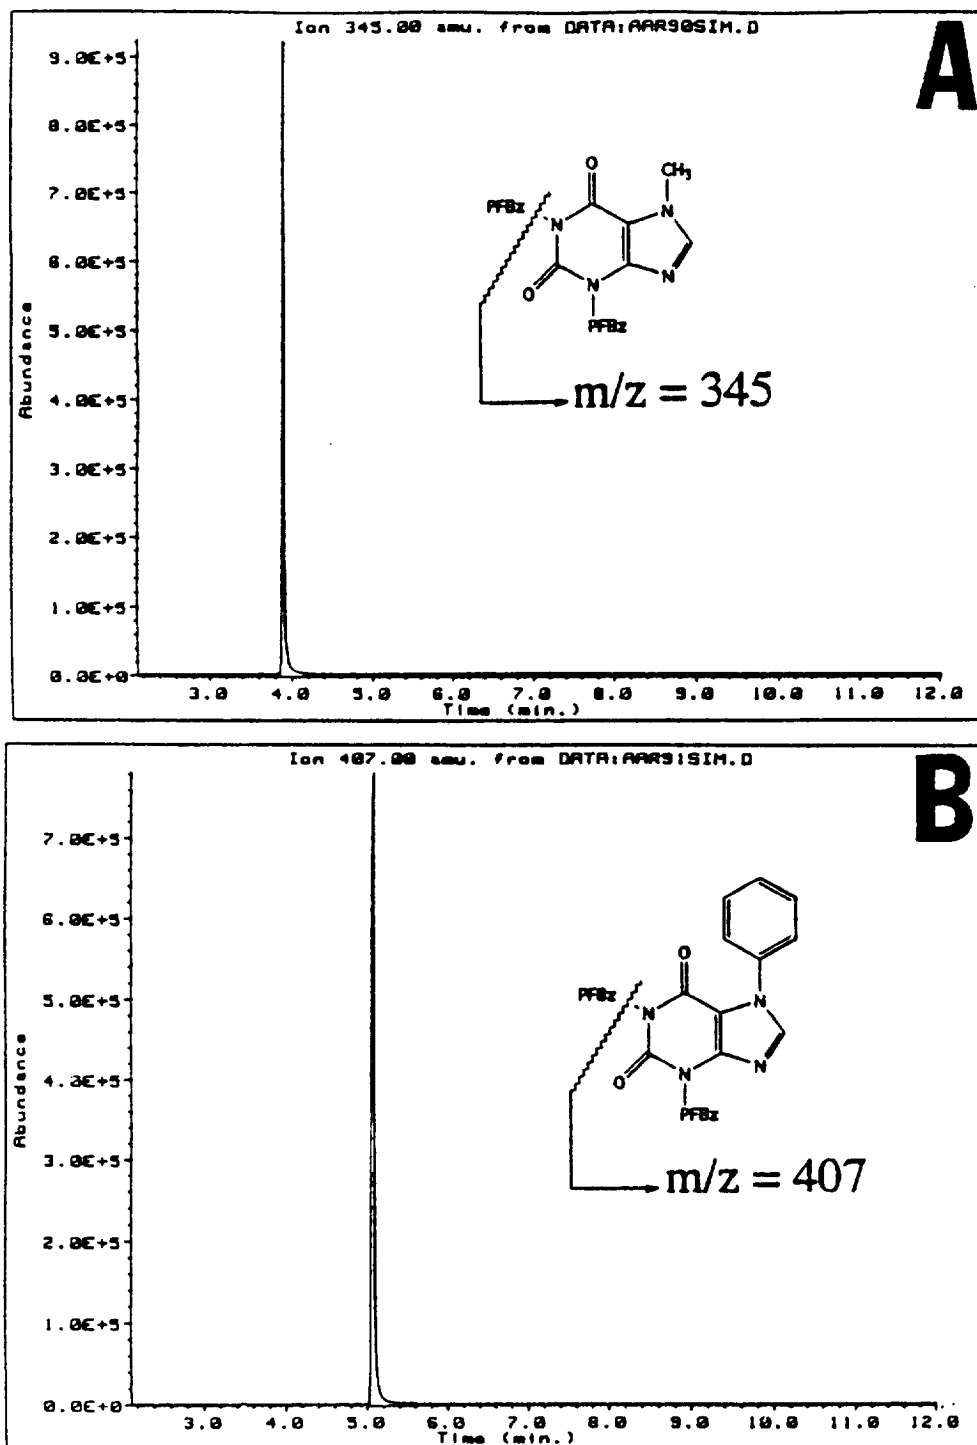 Ion 345.00 amu. from DATA:AAR90SIM.D
A
9.0E+5
8.0E+5
7.0E+5
6.0E+5
5.0E+5
4.0E+5
3.0E+5
2.0E+5
1.0E+5
0.0E+0
Abundance
O
CH₃
PFBz
N
N
O
N
N
PFBz
m/z = 345
3.0 4.0 5.0 6.0 7.0 8.0 9.0 10.0 11.0 12.0
Time (min.)
Ion 407.00 amu. from DATA:AAR91SIM.D
B
7.0E+5
6.0E+5
5.0E+5
4.0E+5
3.0E+5
2.0E+5
1.0E+5
0.0E+0
Abundance
O
PFBz
N
N
O
N
N
PFBz
m/z = 407
3.0 4.0 5.0 6.0 7.0 8.0 9.0 10.0 11.0 12.0
Time (min.)